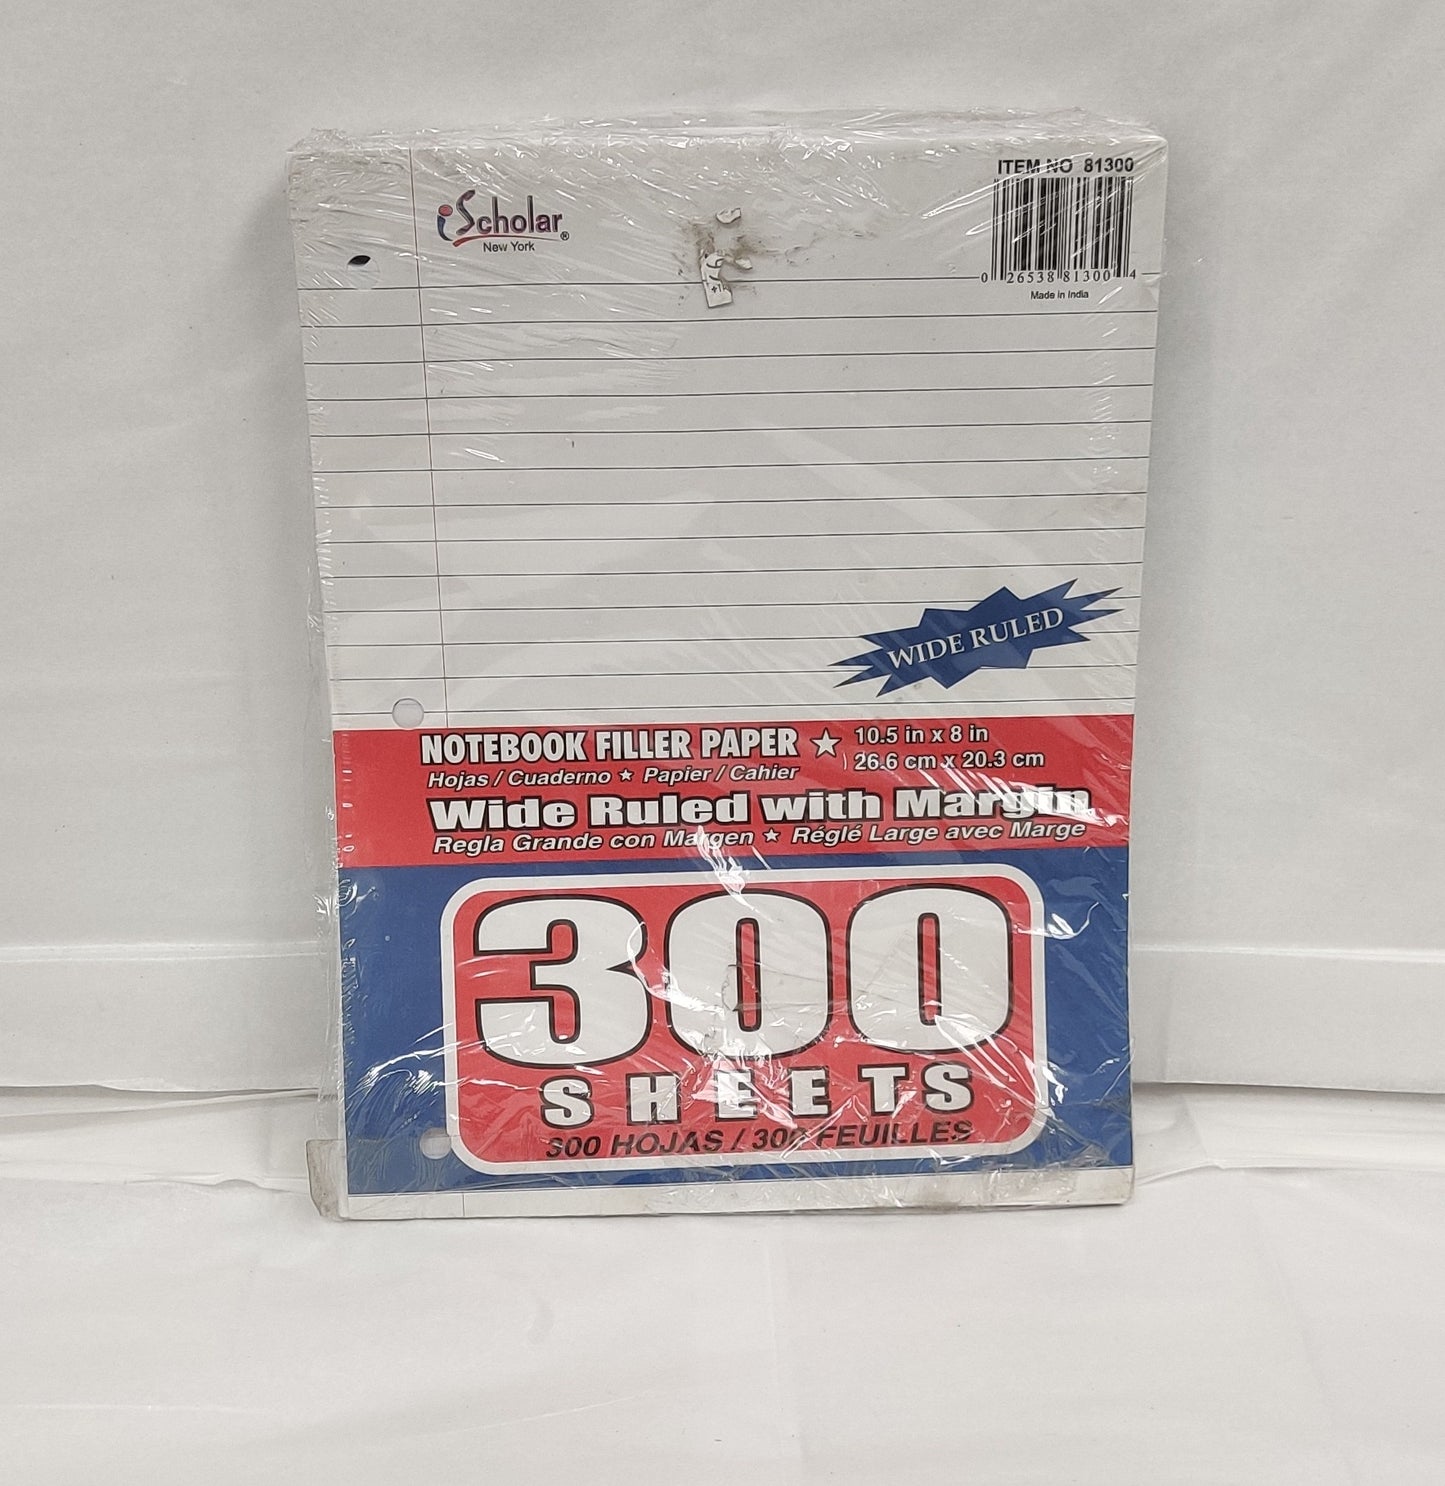 ITEM NO 81300
iScholar®
New York
0 26538 81300 4
Made in India
WIDE RULED
NOTEBOOK FILLER PAPER ★ 10.5 in x 8 in
Hojas / Cuaderno ★ Papier / Cahier 26.6 cm x 20.3 cm
Wide Ruled with Margin
Regla Grande con Margen ★ Réglé Large avec Marge
300
SHEETS
300 HOJAS / 300 FEUILLES